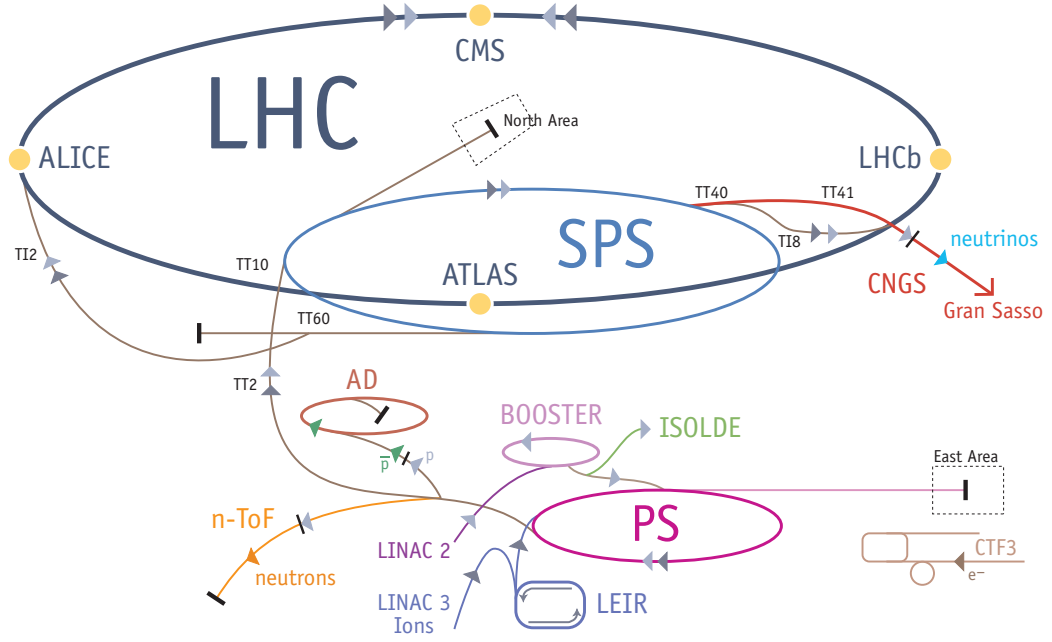 CMS
LHC
North Area
ALICE
LHCb
TT40
TT41
SPS
TI8
neutrinos
TI2
TT10
ATLAS
CNGS
Gran Sasso
TT60
TT2
AD
BOOSTER
ISOLDE
p
p
East Area
n-ToF
PS
LINAC 2
CTF3
neutrons
e–
LINAC 3
Ions
LEIR